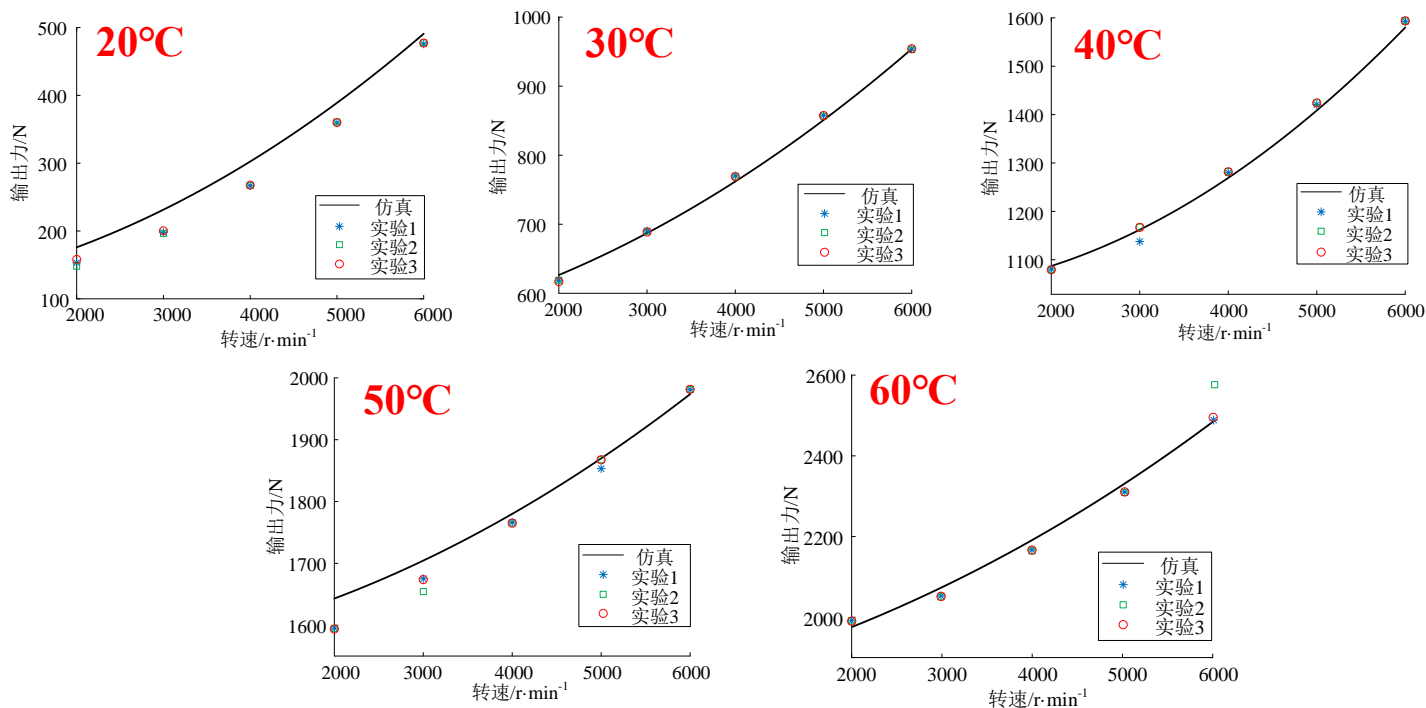 20℃
500
400
300
200
100
输出力/N
仿真
实验1
实验2
实验3
2000
3000
4000
5000
6000
转速/r·min-1
30℃
1000
900
800
700
600
输出力/N
仿真
实验1
实验2
实验3
2000
3000
4000
5000
6000
转速/r·min-1
40℃
1600
1500
1400
1300
1200
1100
输出力/N
仿真
实验1
实验2
实验3
2000
3000
4000
5000
6000
转速/r·min-1
50℃
2000
1900
1800
1700
1600
输出力/N
仿真
实验1
实验2
实验3
2000
3000
4000
5000
6000
转速/r·min-1
60℃
2600
2400
2200
2000
输出力/N
仿真
实验1
实验2
实验3
2000
3000
4000
5000
6000
转速/r·min-1